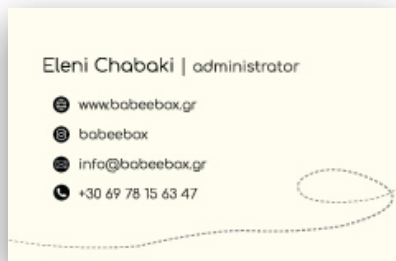 Eleni Chabaki | administrator
www.babeebox.gr
babeebox
info@babeebox.gr
+30 69 78 15 63 47